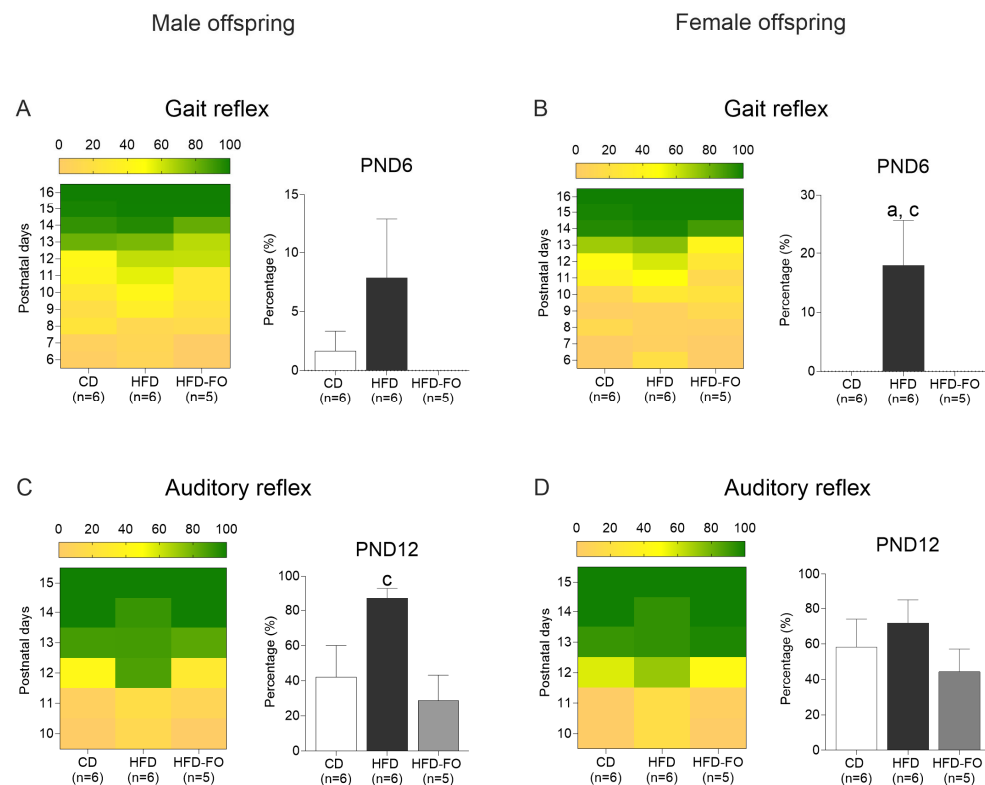 Male offspring
Female offspring
A
Gait reflex
0 20 40 60 80 100
Postnatal days
16
15
14
13
12
11
10
9
8
7
6
CD HFD HFD-FO
(n=6) (n=6) (n=5)
PND6
Percentage (%)
15
10
5
0
CD HFD HFD-FO
(n=6) (n=6) (n=5)
B
Gait reflex
0 20 40 60 80 100
Postnatal days
16
15
14
13
12
11
10
9
8
7
6
CD HFD HFD-FO
(n=6) (n=6) (n=5)
PND6
Percentage (%)
30
20
10
0
a, c
CD HFD HFD-FO
(n=6) (n=6) (n=5)
C
Auditory reflex
0 20 40 60 80 100
Postnatal days
15
14
13
12
11
10
CD HFD HFD-FO
(n=6) (n=6) (n=5)
PND12
Percentage (%)
100
80
60
40
20
0
c
CD HFD HFD-FO
(n=6) (n=6) (n=5)
D
Auditory reflex
0 20 40 60 80 100
Postnatal days
15
14
13
12
11
10
CD HFD HFD-FO
(n=6) (n=6) (n=5)
PND12
Percentage (%)
100
80
60
40
20
0
CD HFD HFD-FO
(n=6) (n=6) (n=5)